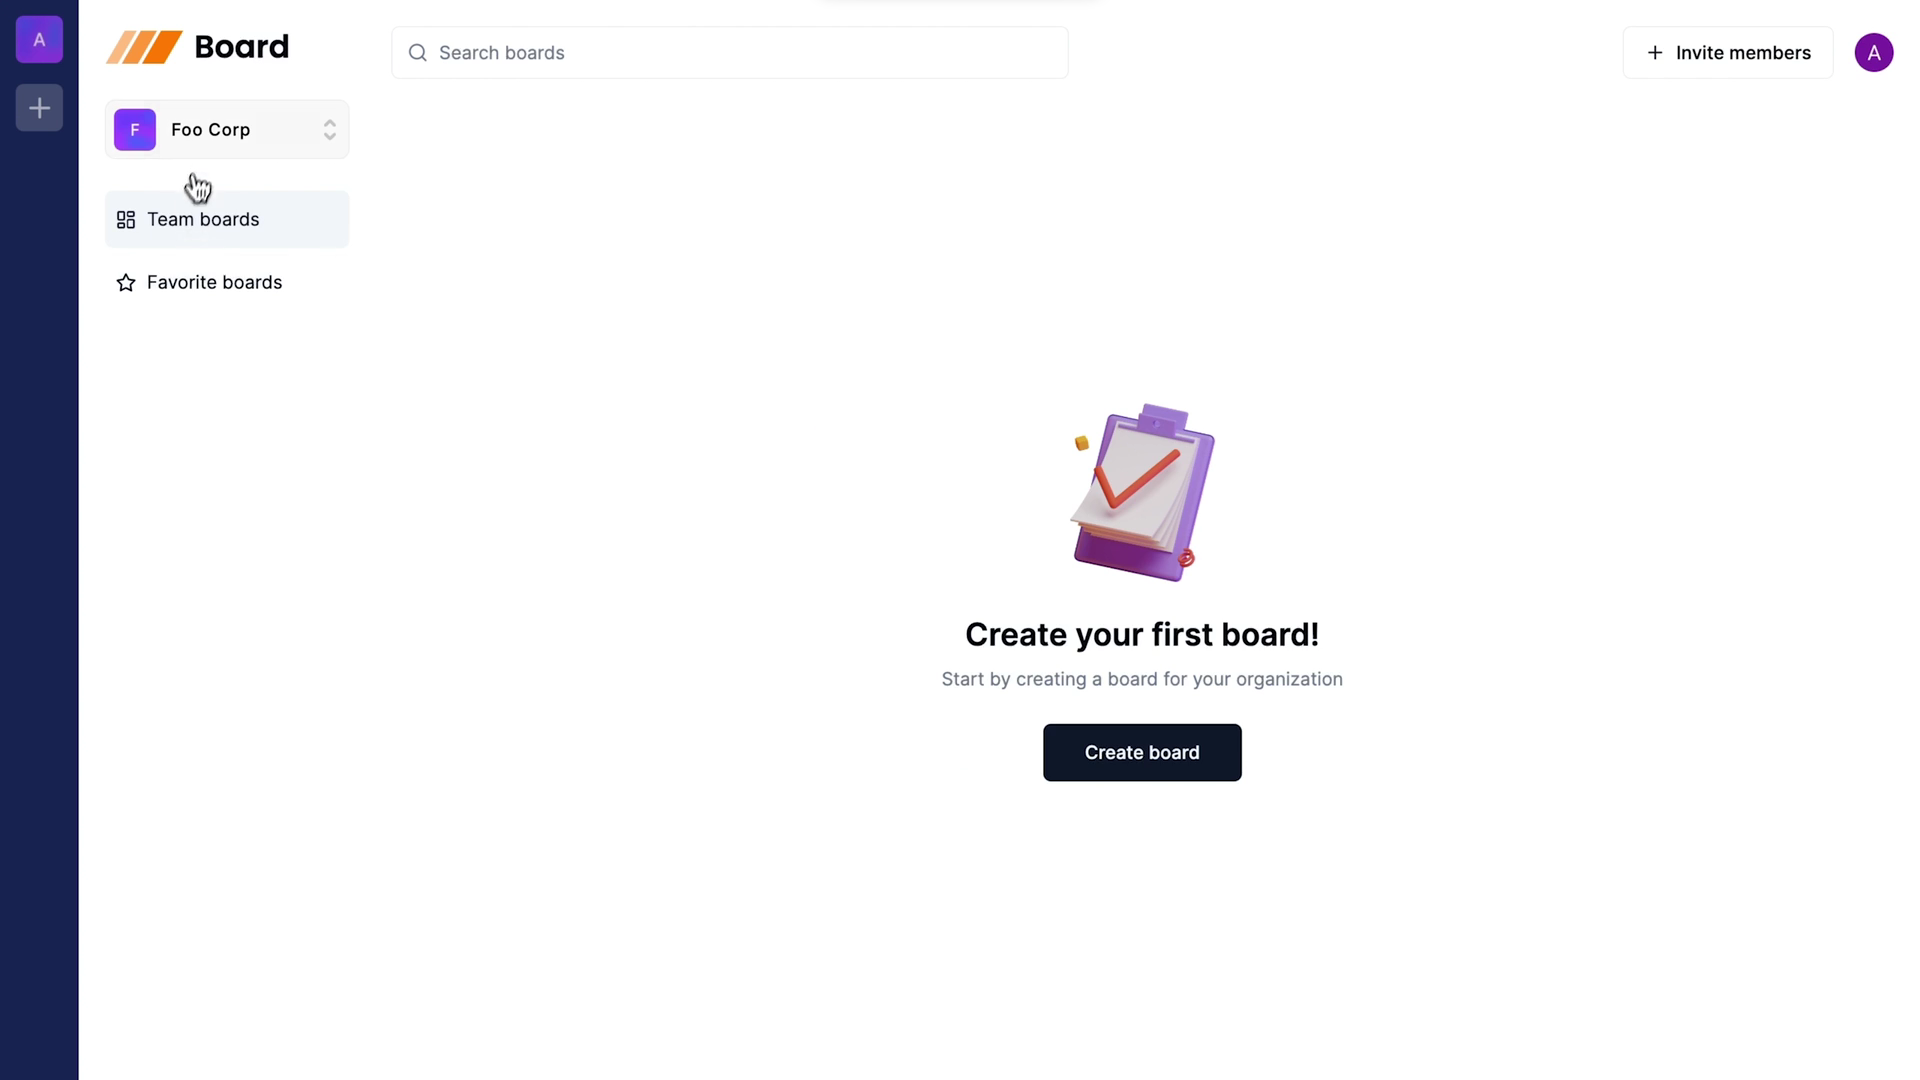 A
Board
Search boards
Invite members
A
F
Foo Corp
Team boards
Favorite boards
Create your first board!
Start by creating a board for your organization
Create board